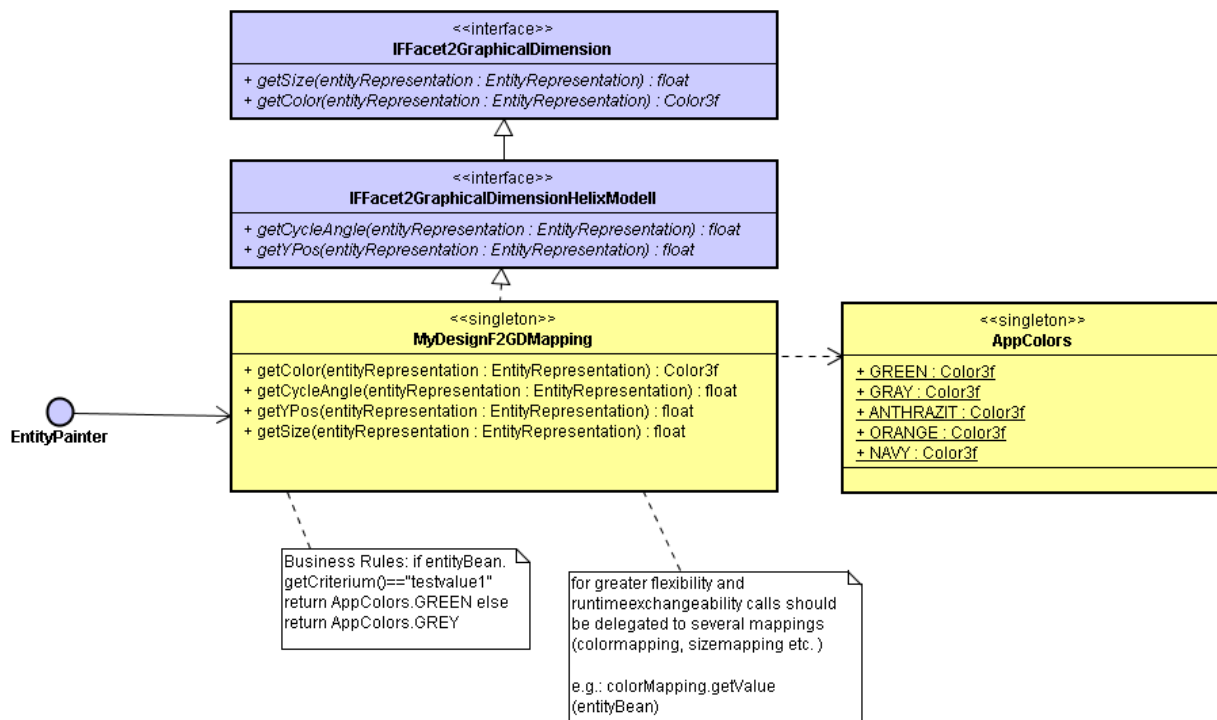 <<interface>>
IFFacet2GraphicalDimension
+ getSize(entityRepresentation : EntityRepresentation) : float
+ getColor(entityRepresentation : EntityRepresentation) : Color3f
<<interface>>
IFFacet2GraphicalDimensionHelixModell
+ getCycleAngle(entityRepresentation : EntityRepresentation) : float
+ getYPos(entityRepresentation : EntityRepresentation) : float
<<singleton>>
MyDesignF2GDMapping
+ getColor(entityRepresentation : EntityRepresentation) : Color3f
+ getCycleAngle(entityRepresentation : EntityRepresentation) : float
+ getYPos(entityRepresentation : EntityRepresentation) : float
+ getSize(entityRepresentation : EntityRepresentation) : float
<<singleton>>
AppColors
+ GREEN : Color3f
+ GRAY : Color3f
+ ANTHRAZIT : Color3f
+ ORANGE : Color3f
+ NAVY : Color3f
EntityPainter
Business Rules: if entityBean.
getCriterium()=="testvalue1"
return AppColors.GREEN else
return AppColors.GREY
for greater flexibility and
runtimeexchangeability calls should
be delegated to several mappings
(colormapping, sizemapping etc. )
e.g.: colorMapping.getValue
(entityBean)